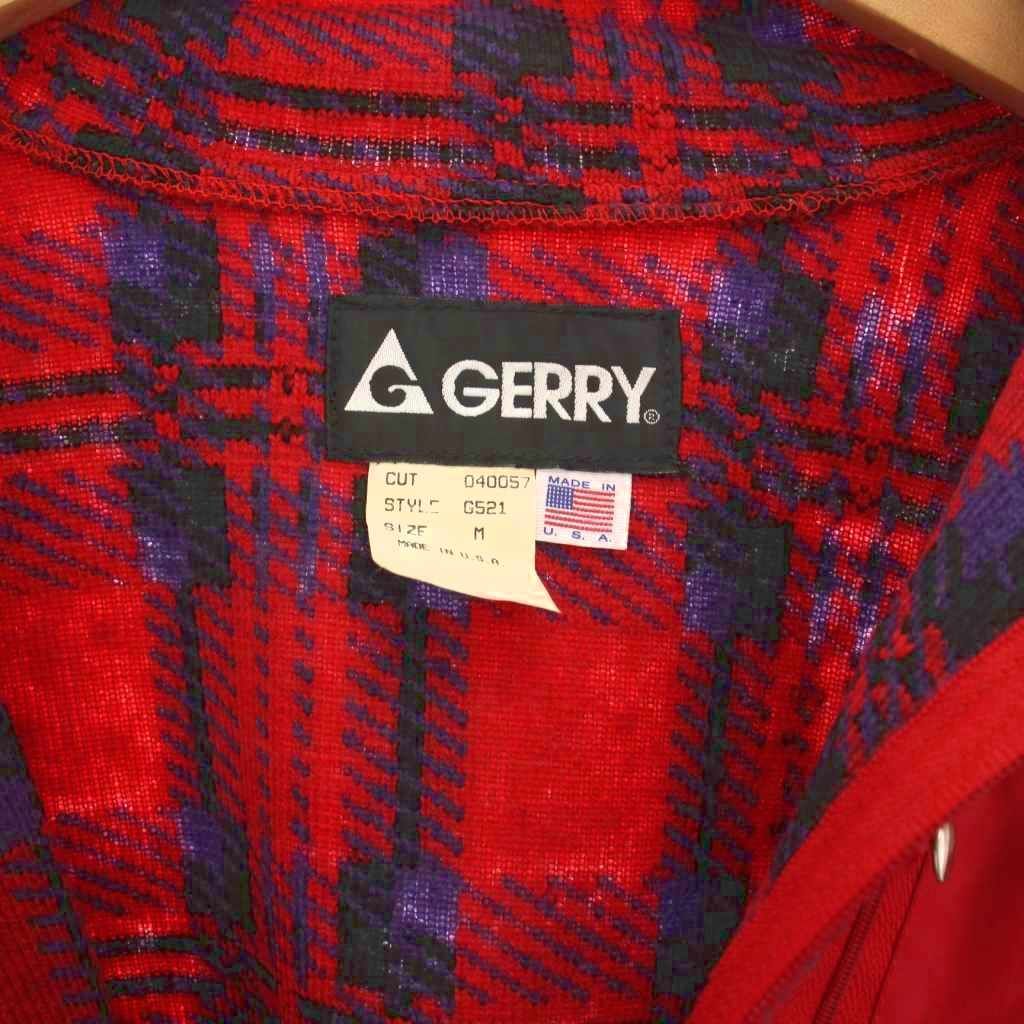 GERRY®
CUT 040057
STYLE G521
SIZE M
MADE IN U.S.A.
MADE IN
U. S. A.